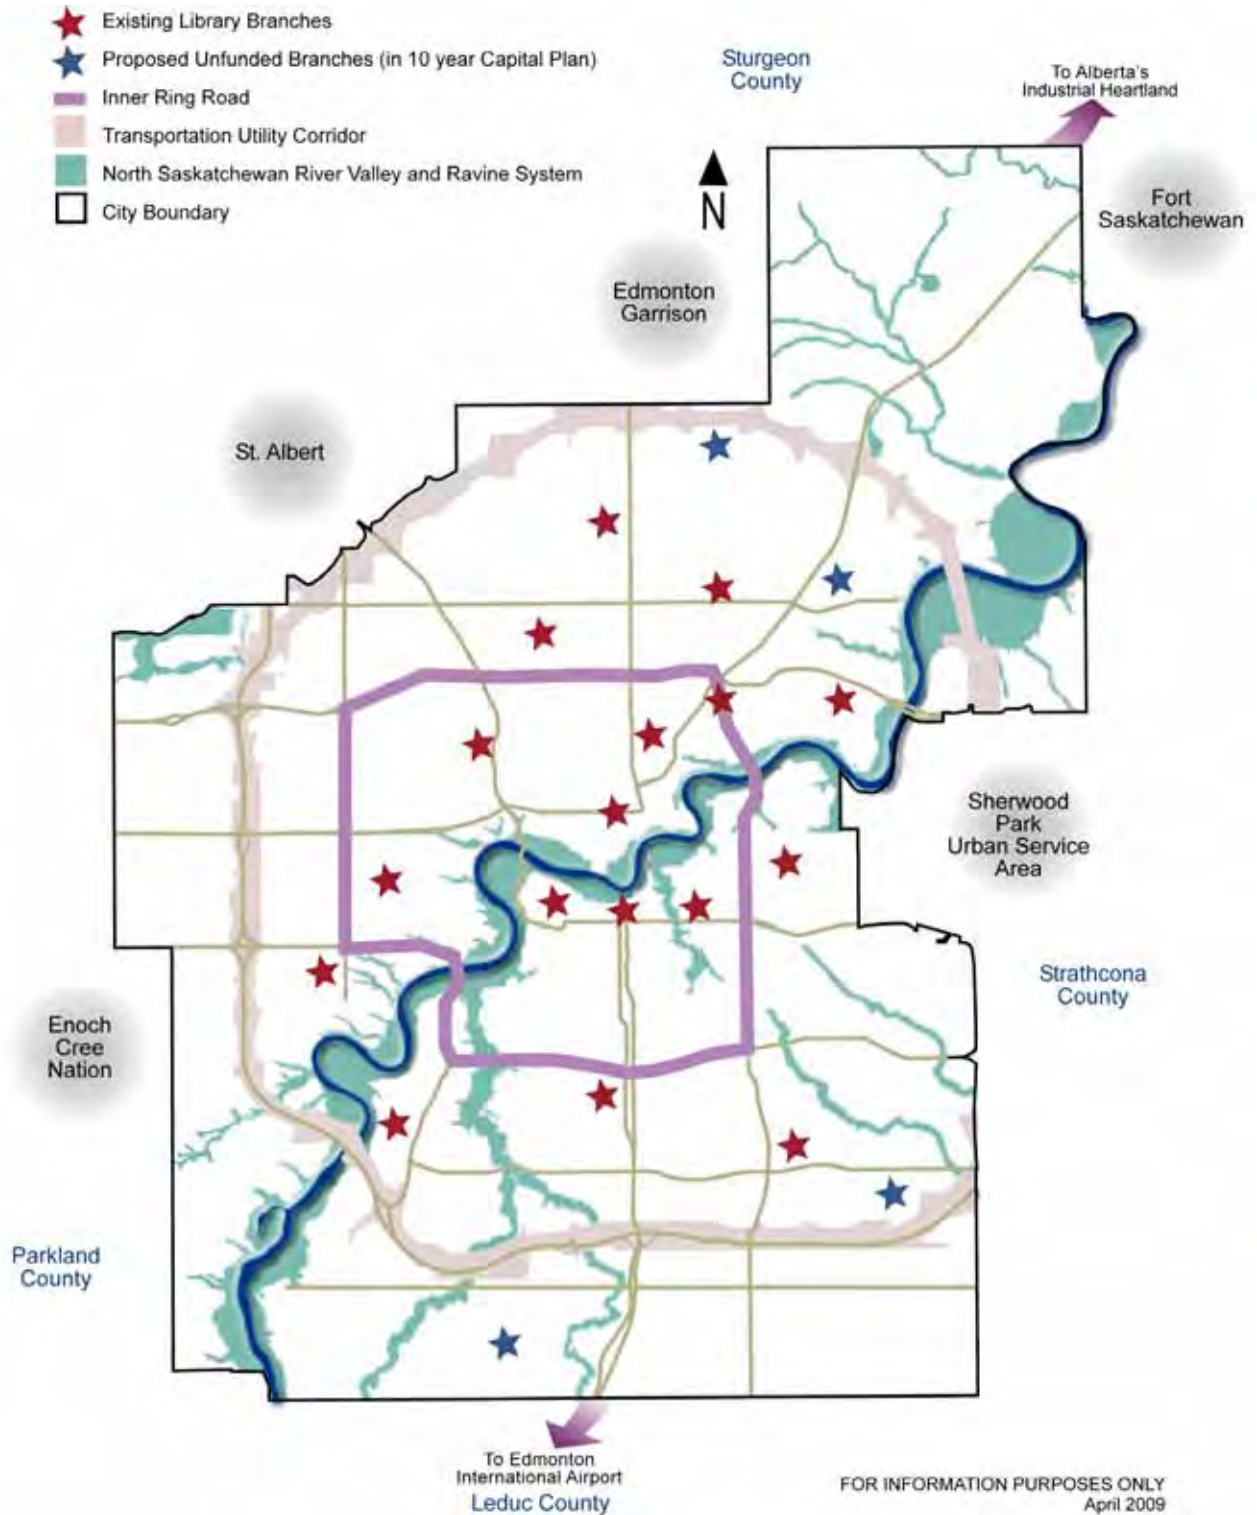 Existing Library Branches
Proposed Unfunded Branches (in 10 year Capital Plan)
Inner Ring Road
Transportation Utility Corridor
North Saskatchewan River Valley and Ravine System
City Boundary
Sturgeon
County
To Alberta's
Industrial Heartland
N
Fort
Saskatchewan
Edmonton
Garrison
St. Albert
Sherwood
Park
Urban Service
Area
Strathcona
County
Enoch
Cree
Nation
Parkland
County
To Edmonton
International Airport
Leduc County
FOR INFORMATION PURPOSES ONLY
April 2009